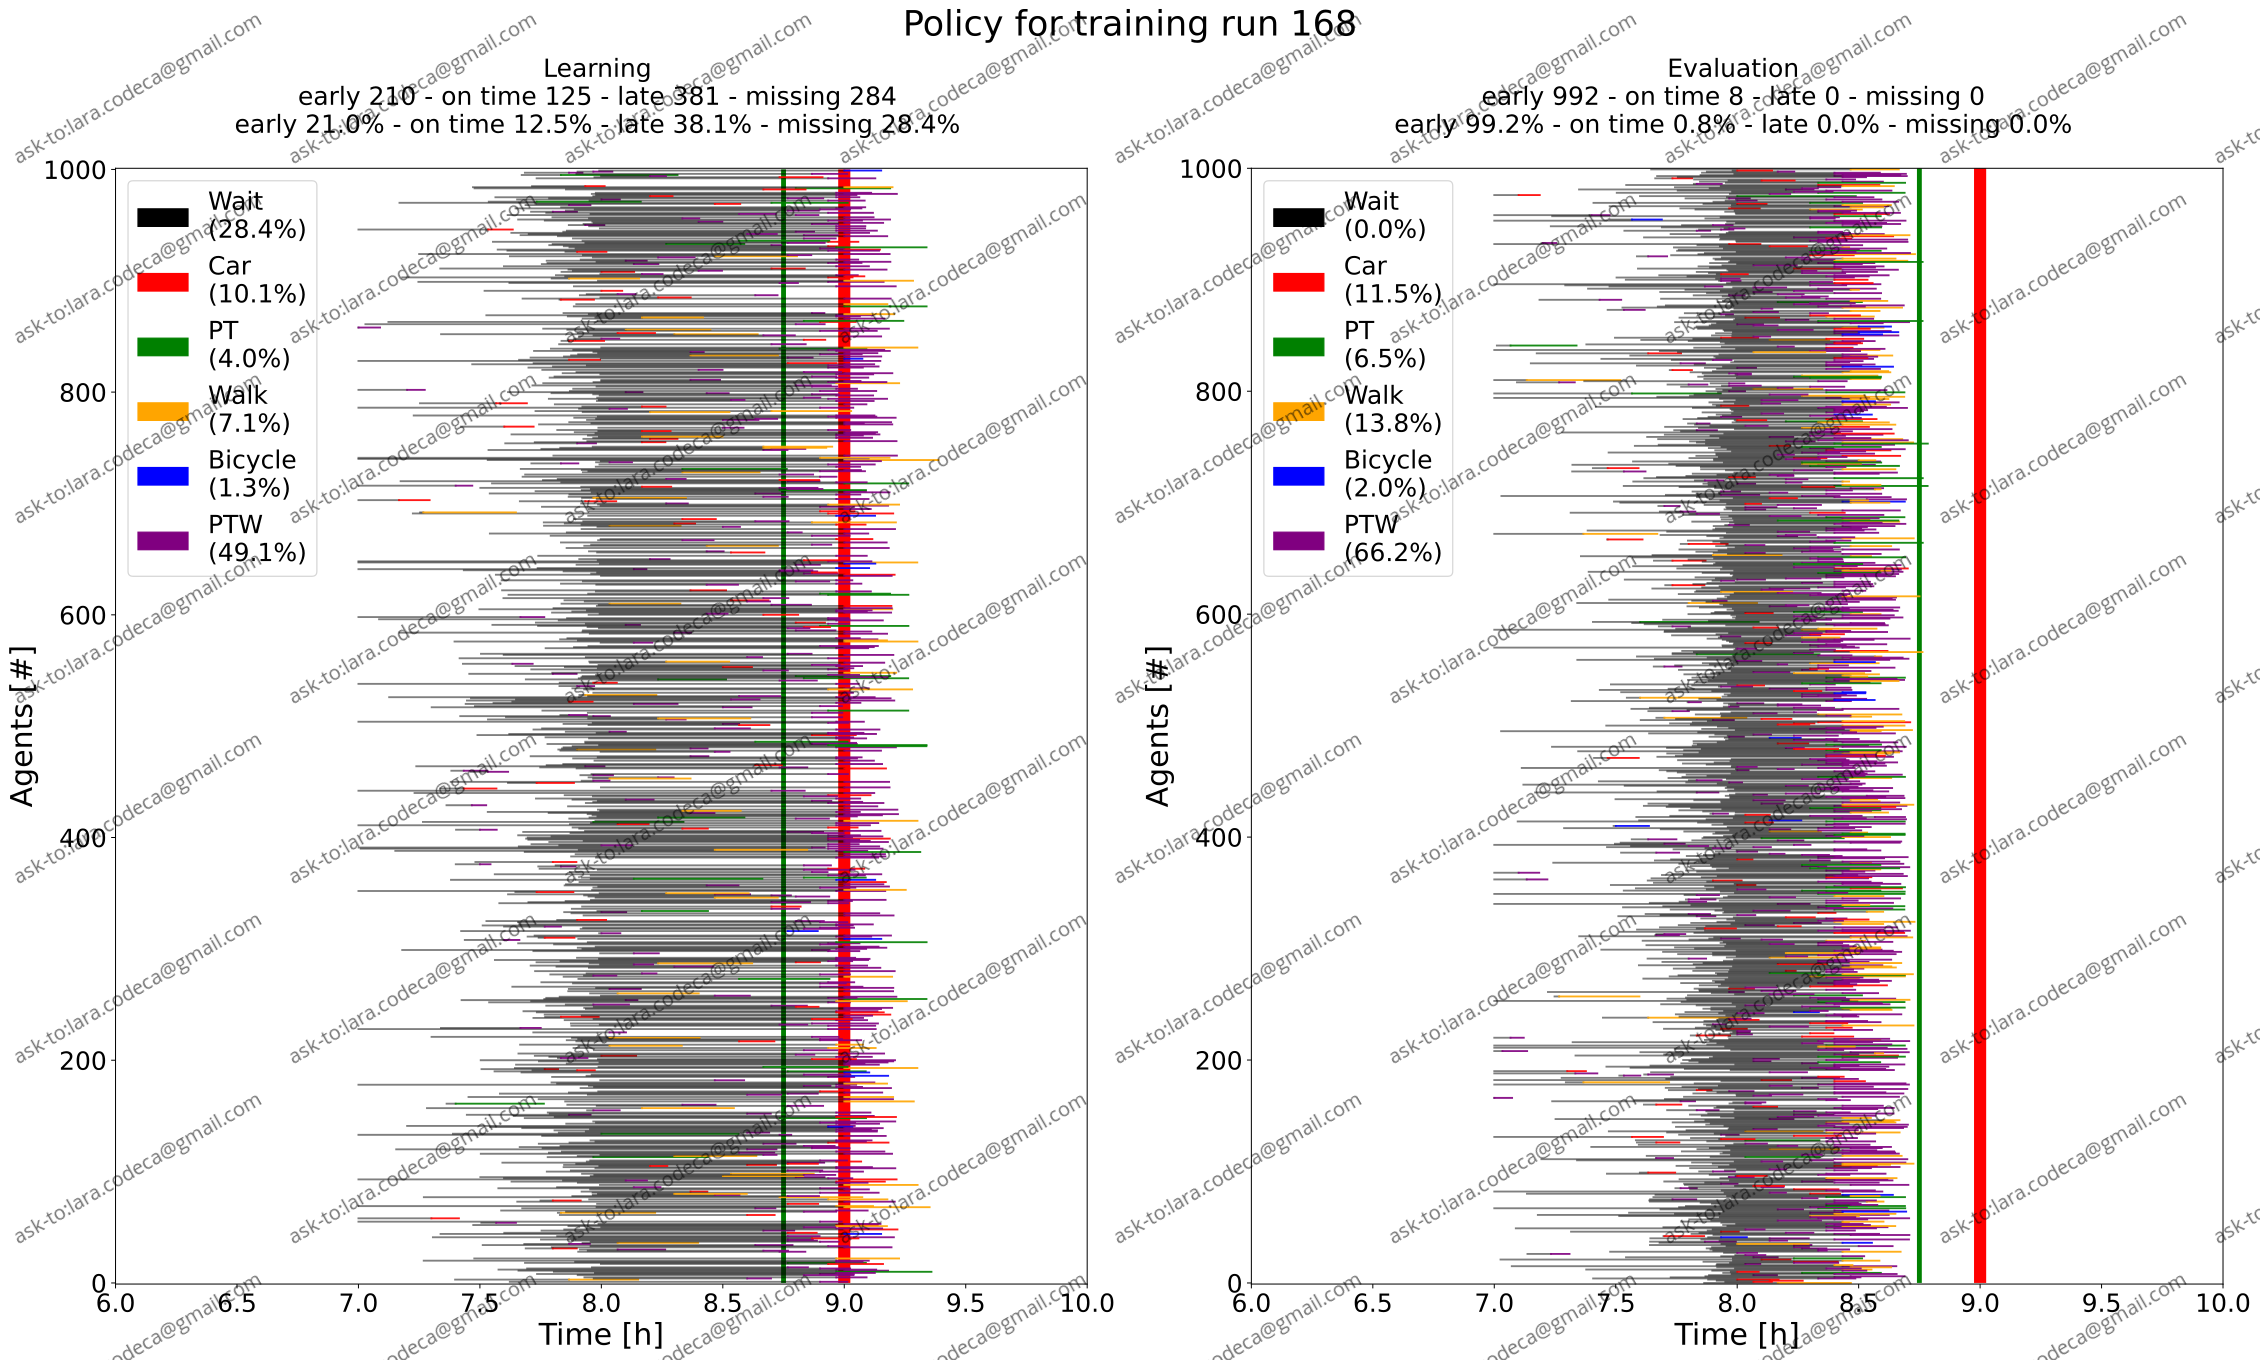 Policy for training run 168
Learning
early 210 - on time 125 - late 381 - missing 284
early 21.0% - on time 12.5% - late 38.1% - missing 28.4%
Evaluation
early 992 - on time 8 - late 0 - missing 0
early 99.2% - on time 0.8% - late 0.0% - missing 0.0%
Agents [#]
1000
800
600
400
200
0
Wait
(28.4%)
Car
(10.1%)
PT
(4.0%)
Walk
(7.1%)
Bicycle
(1.3%)
PTW
(49.1%)
6.0 6.5 7.0 7.5 8.0 8.5 9.0 9.5 10.0
Time [h]
Agents [#]
1000
800
600
400
200
0
Wait
(0.0%)
Car
(11.5%)
PT
(6.5%)
Walk
(13.8%)
Bicycle
(2.0%)
PTW
(66.2%)
6.0 6.5 7.0 7.5 8.0 8.5 9.0 9.5 10.0
Time [h]
ask-to:lara.codeca@gmail.com